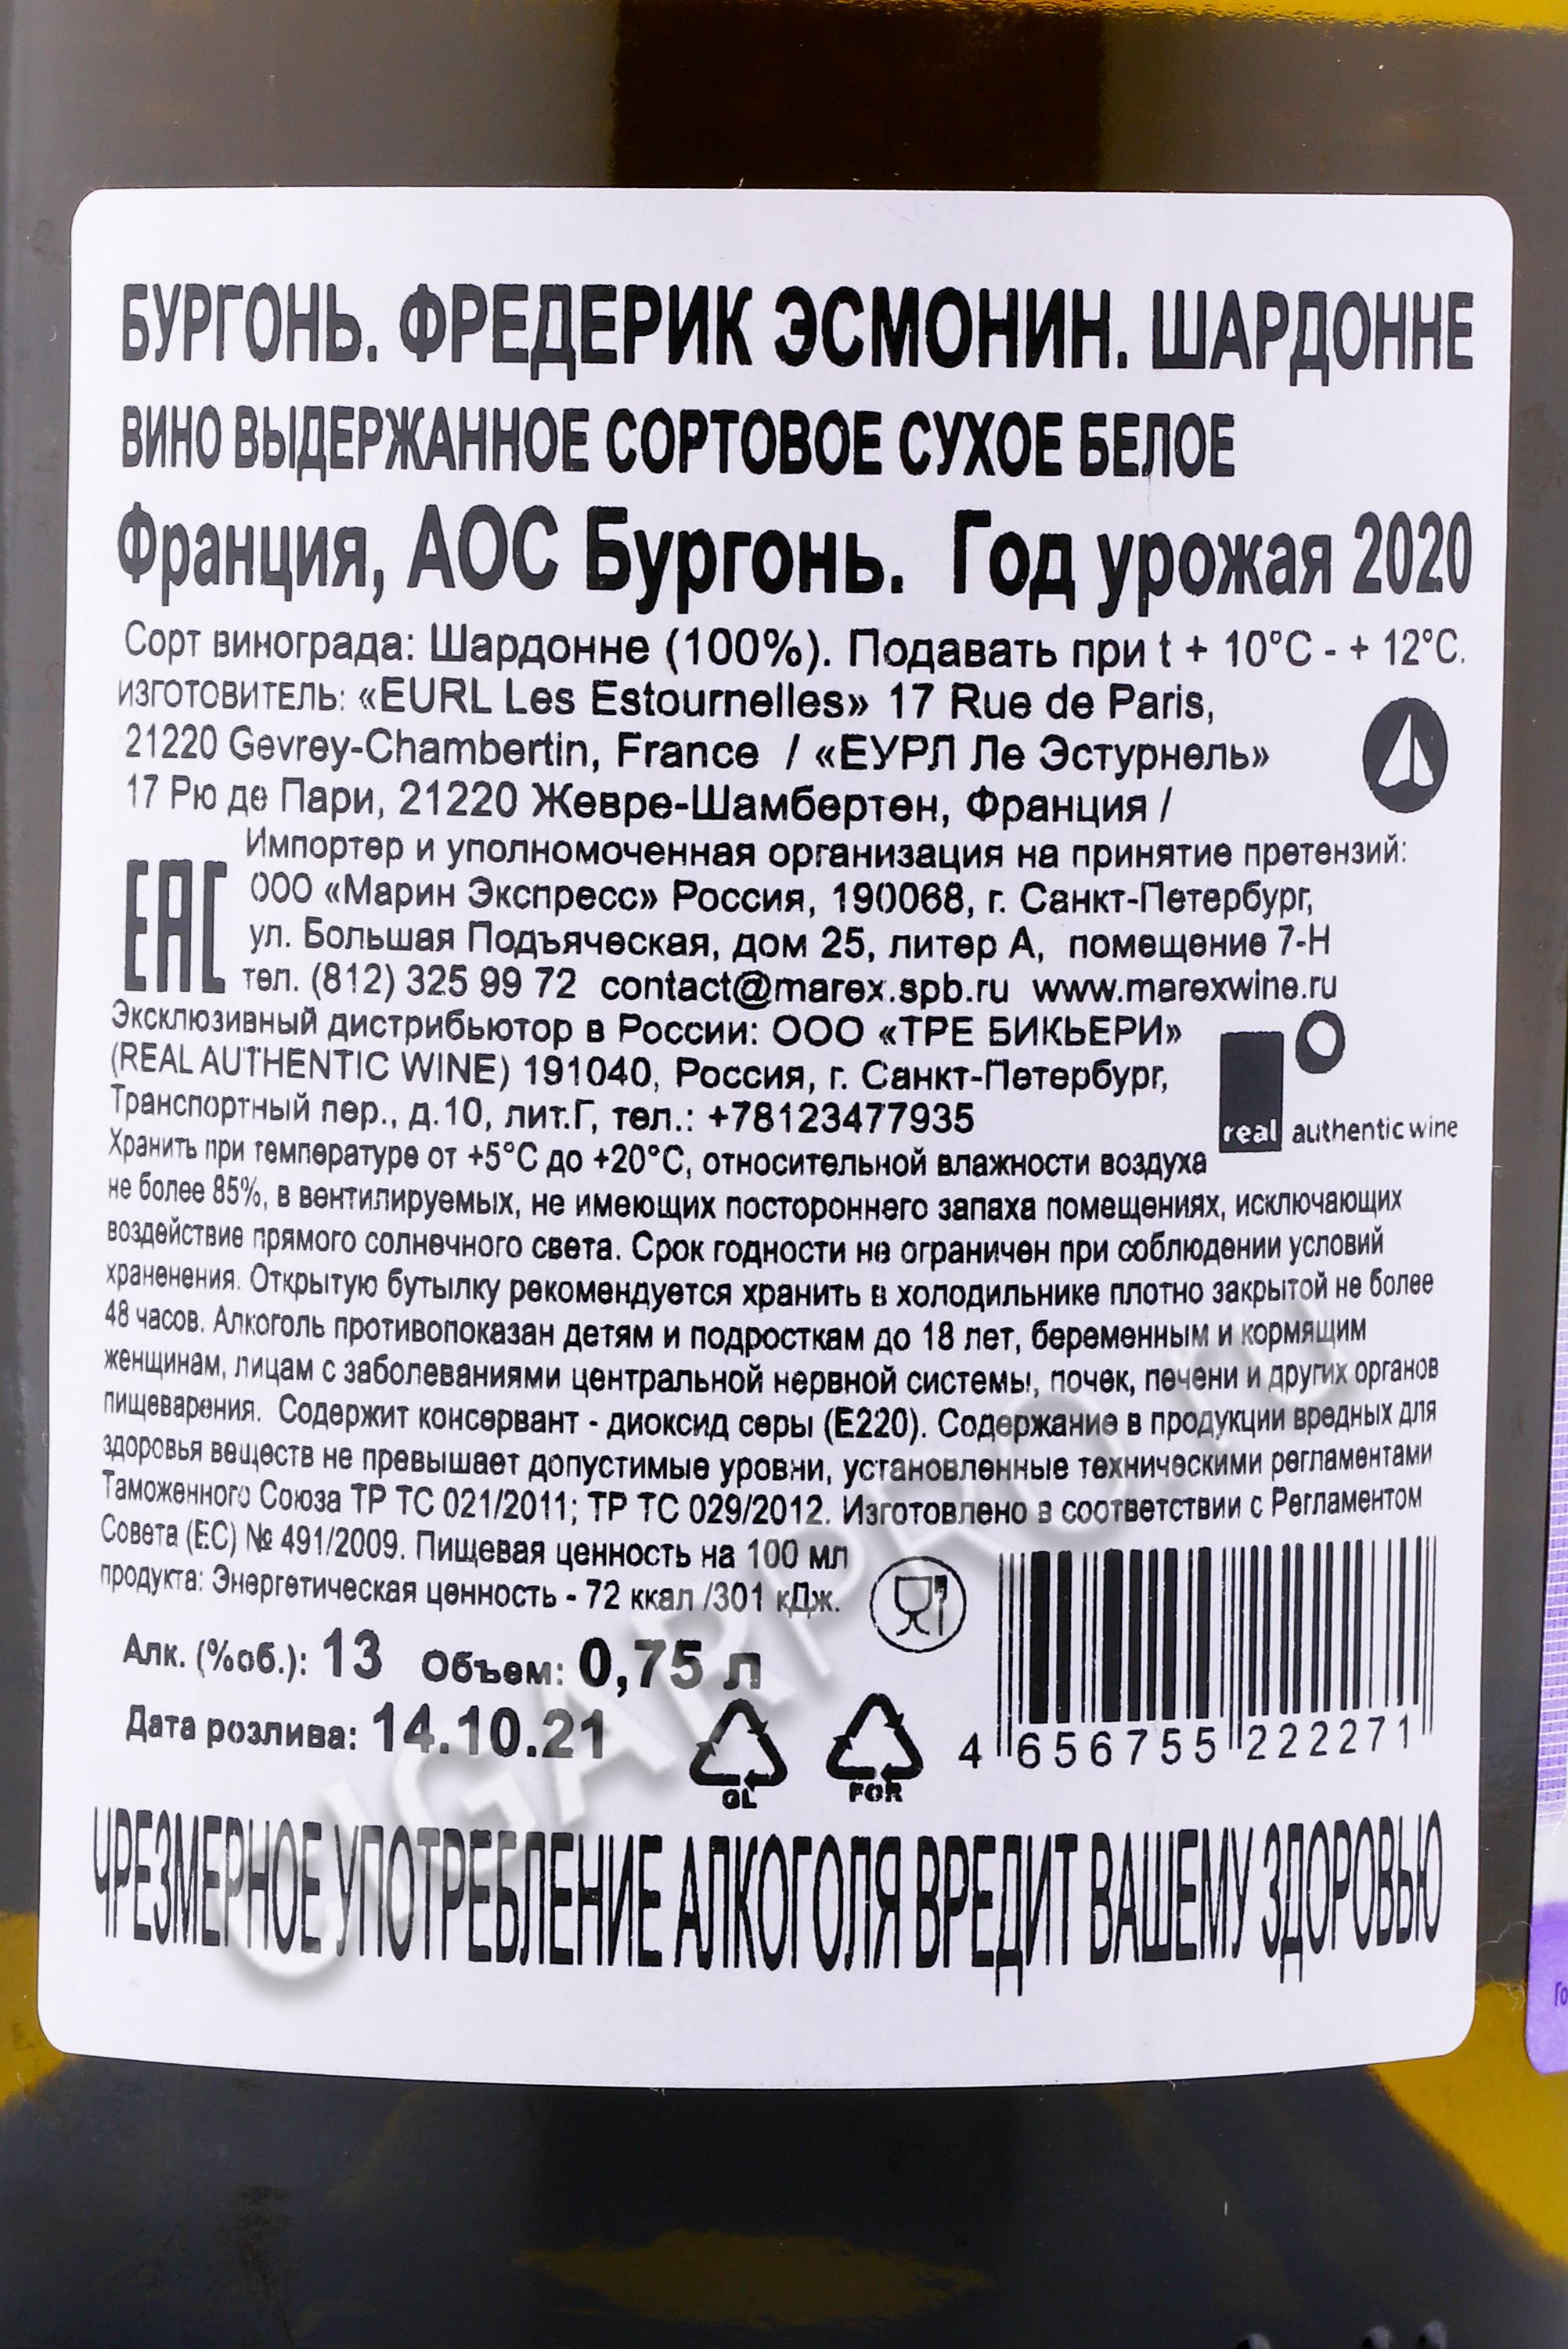 БУРГОНЬ. ФРЕДЕРИК ЭСМОНИН. ШАРДОННЕ
ВИНО ВЫДЕРЖАННОЕ СОРТОВОЕ СУХОЕ БЕЛОЕ
Франция, АОС Бургонь. Год урожая 2020
Сорт винограда: Шардонне (100%). Подавать при t + 10°C - + 12°C.
ИЗГОТОВИТЕЛЬ: «EURL Les Estournelles» 17 Rue de Paris,
21220 Gevrey-Chambertin, France / «ЕУРЛ Ле Эстурнель»
17 Рю де Пари, 21220 Жевре-Шамбертен, Франция /
EAC
Импортер и уполномоченная организация на принятие претензий:
ООО «Марин Экспресс» Россия, 190068, г. Санкт-Петербург,
ул. Большая Подъяческая, дом 25, литер А, помещение 7-Н
тел. (812) 325 99 72 contact@marex.spb.ru www.marexwine.ru
Эксклюзивный дистрибьютор в России: ООО «ТРЕ БИКЬЕРИ»
(REAL AUTHENTIC WINE) 191040, Россия, г. Санкт-Петербург,
Транспортный пер., д.10, лит.Г, тел.: +78123477935
real authentic wine
Хранить при температуре от +5°C до +20°C, относительной влажности воздуха
не более 85%, в вентилируемых, не имеющих постороннего запаха помещениях, исключающих
воздействие прямого солнечного света. Срок годности не ограничен при соблюдении условий
храненения. Открытую бутылку рекомендуется хранить в холодильнике плотно закрытой не более
48 часов. Алкоголь противопоказан детям и подросткам до 18 лет, беременным и кормящим
женщинам, лицам с заболеваниями центральной нервной системы, почек, печени и других органов
пищеварения. Содержит консервант - диоксид серы (Е220). Содержание в продукции вредных для
здоровья веществ не превышает допустимые уровни, установленные техническими регламентами
Таможенного Союза ТР ТС 021/2011; ТР ТС 029/2012. Изготовлено в соответствии с Регламентом
Совета (ЕС) № 491/2009. Пищевая ценность на 100 мл
продукта: Энергетическая ценность - 72 ккал /301 кДж.
Алк. (%об.): 13 Объем: 0,75 л
Дата розлива: 14.10.21
GL FOR
4 656755 222271
ЧРЕЗМЕРНОЕ УПОТРЕБЛЕНИЕ АЛКОГОЛЯ ВРЕДИТ ВАШЕМУ ЗДОРОВЬЮ
CIGARPRO.ru
Го